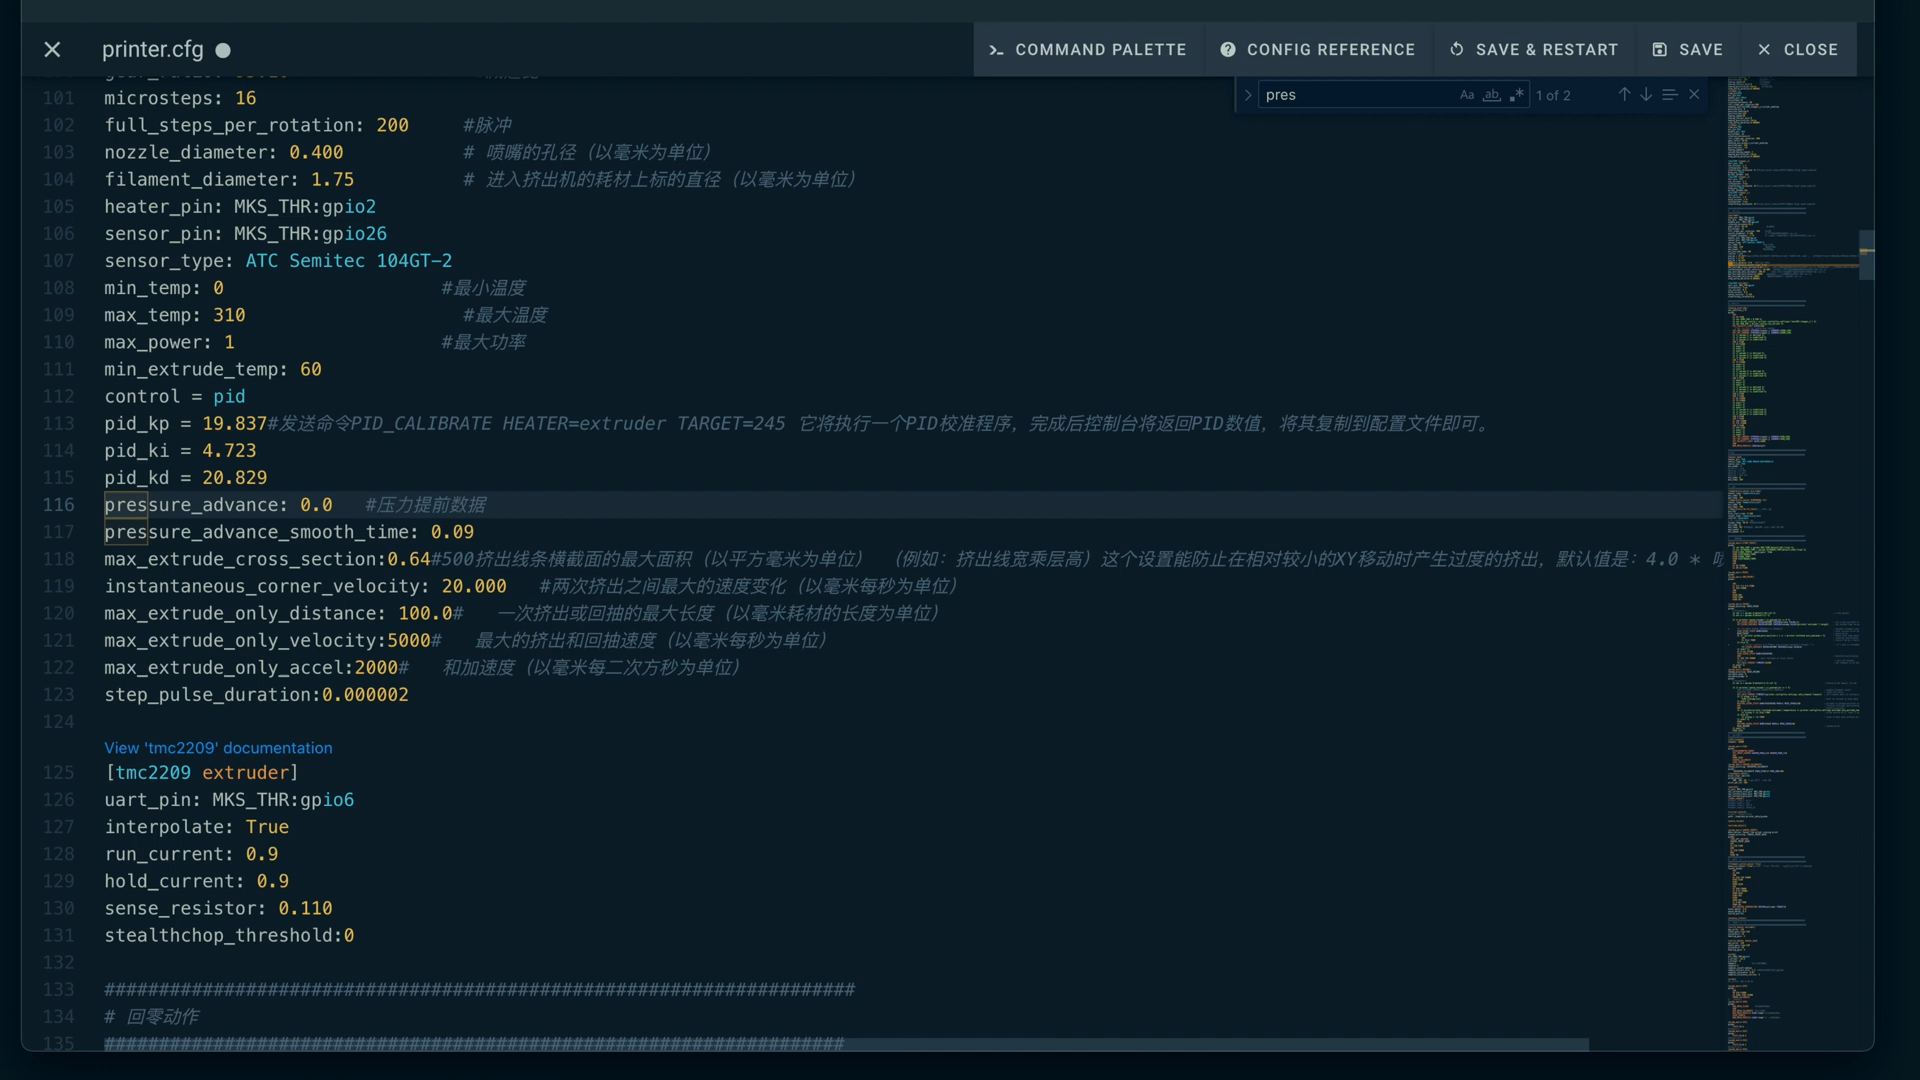 printer.cfg
COMMAND PALETTE
CONFIG REFERENCE
SAVE & RESTART
SAVE
CLOSE
pres
Aa ab .* 1 of 2
101 microsteps: 16
102 full_steps_per_rotation: 200 #脉冲
103 nozzle_diameter: 0.400 # 喷嘴的孔径（以毫米为单位）
104 filament_diameter: 1.75 # 进入挤出机的耗材上标的直径（以毫米为单位）
105 heater_pin: MKS_THR:gpio2
106 sensor_pin: MKS_THR:gpio26
107 sensor_type: ATC Semitec 104GT-2
108 min_temp: 0 #最小温度
109 max_temp: 310 #最大温度
110 max_power: 1 #最大功率
111 min_extrude_temp: 60
112 control = pid
113 pid_kp = 19.837#发送命令PID_CALIBRATE HEATER=extruder TARGET=245 它将执行一个PID校准程序，完成后控制台将返回PID数值，将其复制到配置文件即可。
114 pid_ki = 4.723
115 pid_kd = 20.829
116 pressure_advance: 0.0 #压力提前数据
117 pressure_advance_smooth_time: 0.09
118 max_extrude_cross_section:0.64#500挤出线条横截面的最大面积（以平方毫米为单位） （例如：挤出线宽乘层高）这个设置能防止在相对较小的XY移动时产生过度的挤出，默认值是：4.0 *
119 instantaneous_corner_velocity: 20.000 #两次挤出之间最大的速度变化（以毫米每秒为单位）
120 max_extrude_only_distance: 100.0# 一次挤出或回抽的最大长度（以毫米耗材的长度为单位）
121 max_extrude_only_velocity:5000# 最大的挤出和回抽速度（以毫米每秒为单位）
122 max_extrude_only_accel:2000# 和加速度（以毫米每二次方秒为单位）
123 step_pulse_duration:0.000002
124
View 'tmc2209' documentation
125 [tmc2209 extruder]
126 uart_pin: MKS_THR:gpio6
127 interpolate: True
128 run_current: 0.9
129 hold_current: 0.9
130 sense_resistor: 0.110
131 stealthchop_threshold:0
132
133 #####################################################################
134 # 回零动作
135 ####################################################################